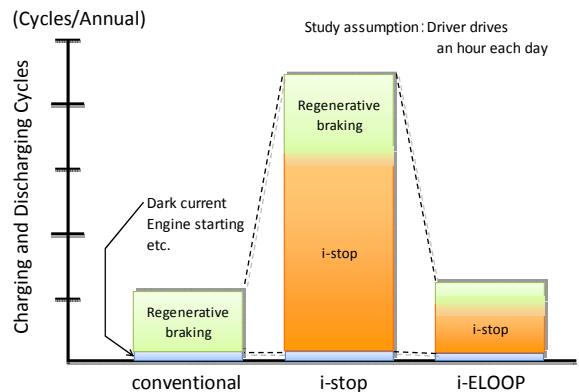 (Cycles/Annual)
Study assumption：Driver drives
an hour each day
Charging and Discharging Cycles
Regenerative
braking
Dark current
Engine starting
etc.
i-stop
Regenerative
braking
i-stop
conventional
i-stop
i-ELOOP